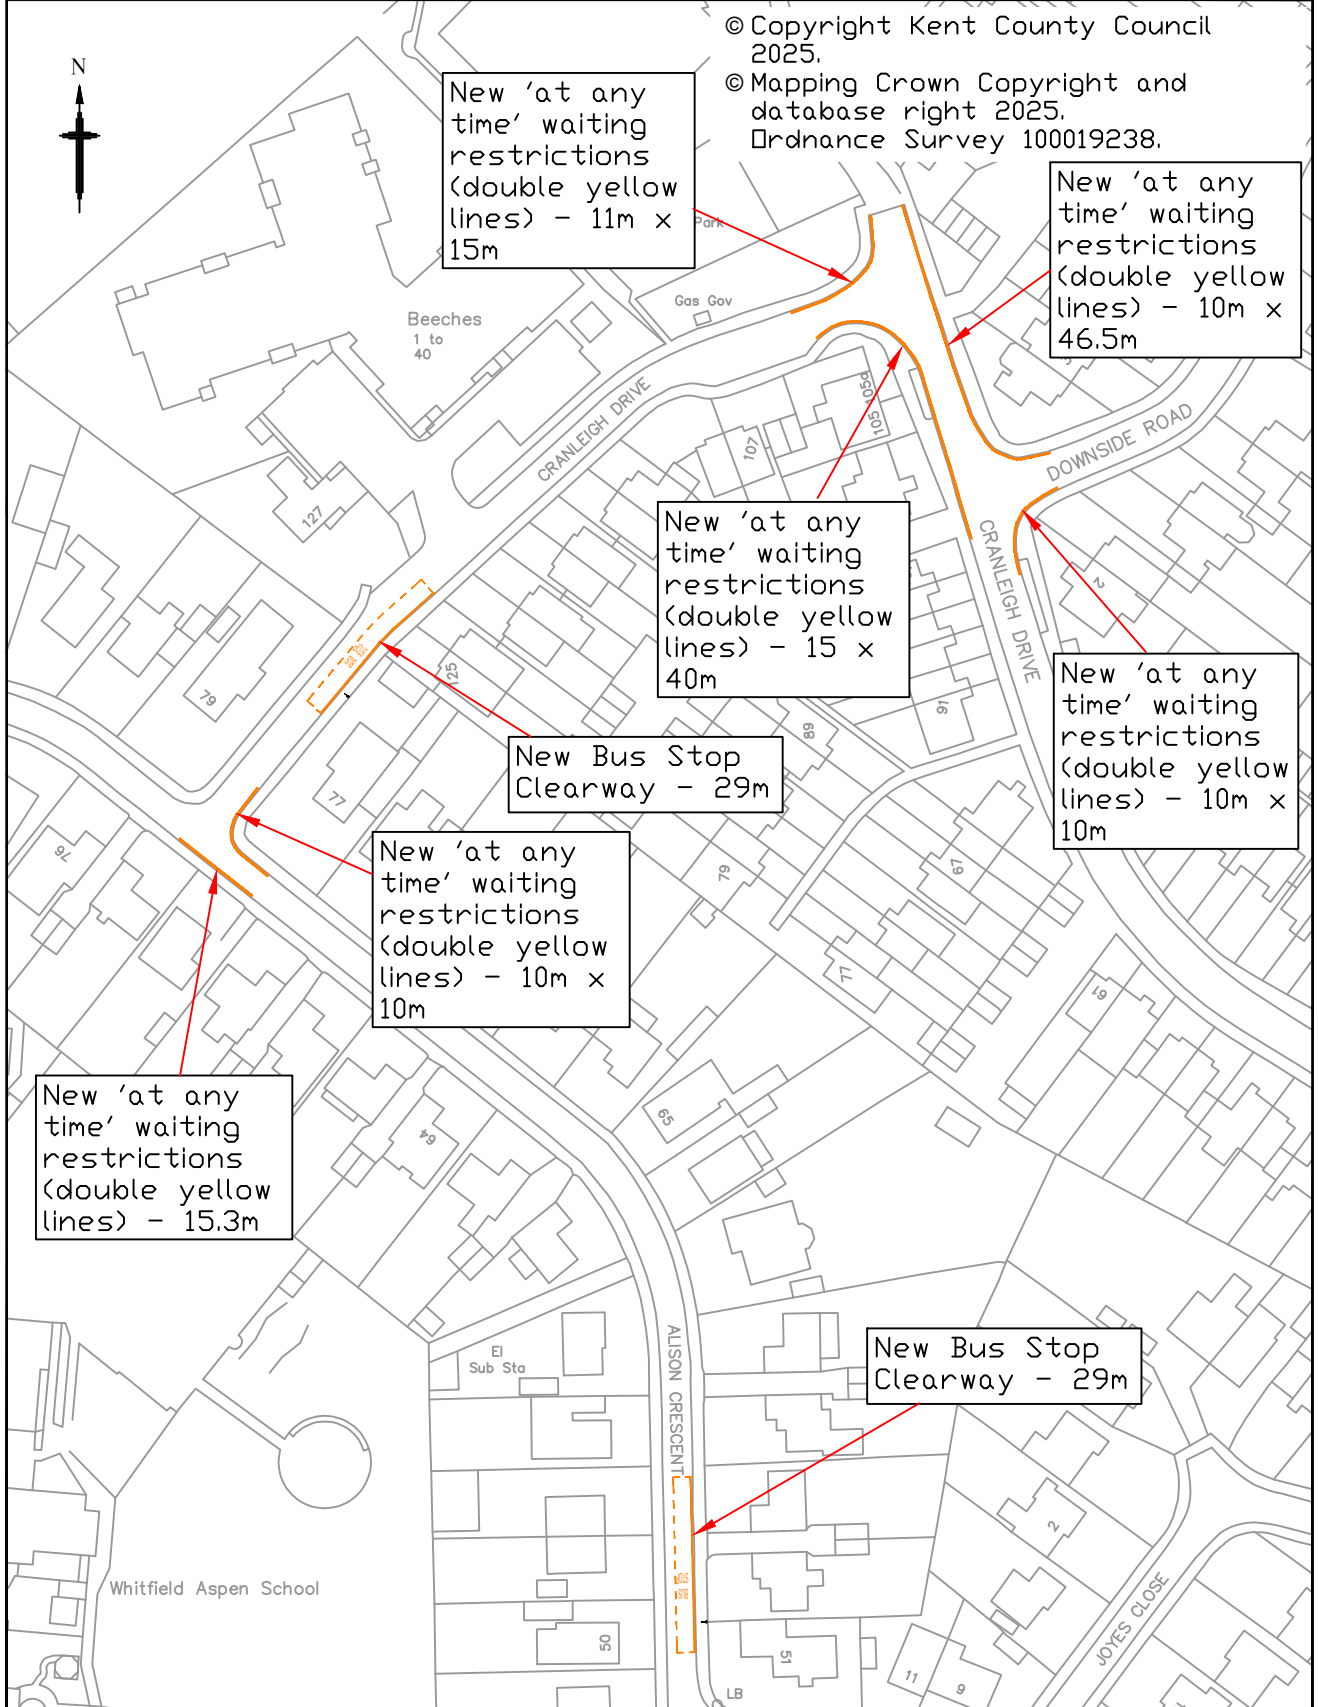 © Copyright Kent County Council
2025.
© Mapping Crown Copyright and
database right 2025.
Ordnance Survey 100019238.
N
New 'at any
time' waiting
restrictions
(double yellow
lines) - 11m x
15m
New 'at any
time' waiting
restrictions
(double yellow
lines) - 10m x
46.5m
Park
Gas Gov
Beeches
1 to
40
CRANLEIGH DRIVE
105
105a
107
DOWNSIDE ROAD
127
New 'at any
time' waiting
restrictions
(double yellow
lines) - 15 x
40m
CRANLEIGH DRIVE
2
New 'at any
time' waiting
restrictions
(double yellow
lines) - 10m x
10m
BUS
STOP
125
79
91
89
New Bus Stop
Clearway - 29m
77
76
New 'at any
time' waiting
restrictions
(double yellow
lines) - 10m x
10m
79
67
77
61
New 'at any
time' waiting
restrictions
(double yellow
lines) - 15.3m
64
65
El
Sub Sta
ALISON CRESCENT
New Bus Stop
Clearway - 29m
2
Whitfield Aspen School
BUS
STOP
50
51
JOYES CLOSE
11
9
LB